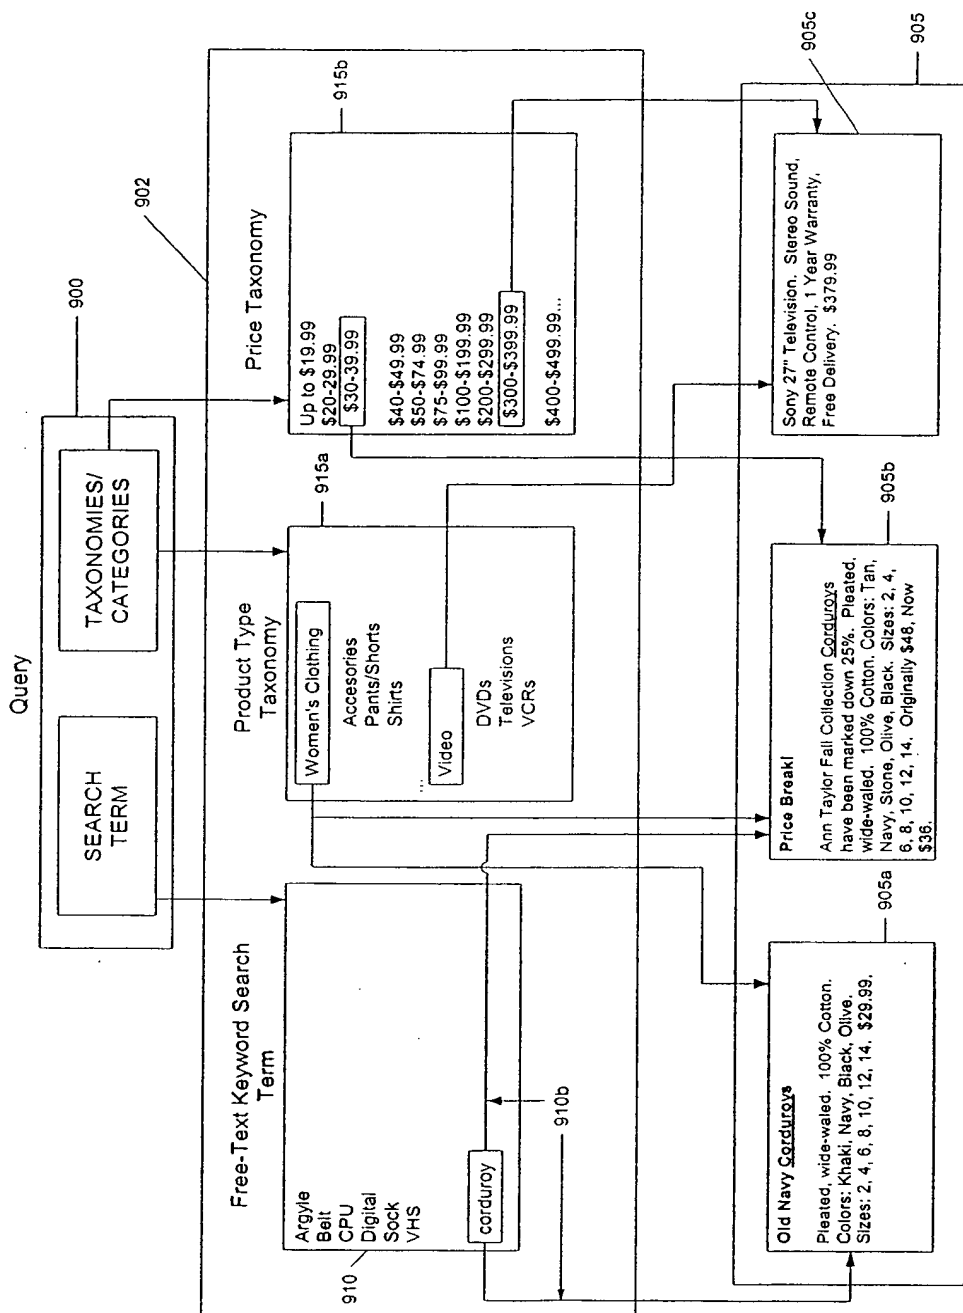 Query
900
SEARCH
TERM
TAXONOMIES/
CATEGORIES
902
Free-Text Keyword Search
Term
910
Argyle
Belt
CPU
Digital
Sock
VHS
corduroy
910b
Product Type
Taxonomy
915a
Women's Clothing
Accesories
Pants/Shorts
Shirts
...
Video
DVDs
Televisions
VCRs
Price Taxonomy
915b
Up to $19.99
$20-29.99
$30-39.99
$40-$49.99
$50-$74.99
$75-$99.99
$100-$199.99
$200-$299.99
$300-$399.99
$400-$499.99...
Old Navy Corduroys
Pleated, wide-waled. 100% Cotton.
Colors: Khaki, Navy, Black, Olive.
Sizes: 2, 4, 6, 8, 10, 12, 14. $29.99.
905a
Price Break!
Ann Taylor Fall Collection Corduroys
have been marked down 25%. Pleated,
wide-waled. 100% Cotton. Colors: Tan,
Navy, Stone, Olive, Black. Sizes: 2, 4,
6, 8, 10, 12, 14. Originally $48, Now
$36.
905b
Sony 27" Television. Stereo Sound,
Remote Control, 1 Year Warranty,
Free Delivery. $379.99
905c
905